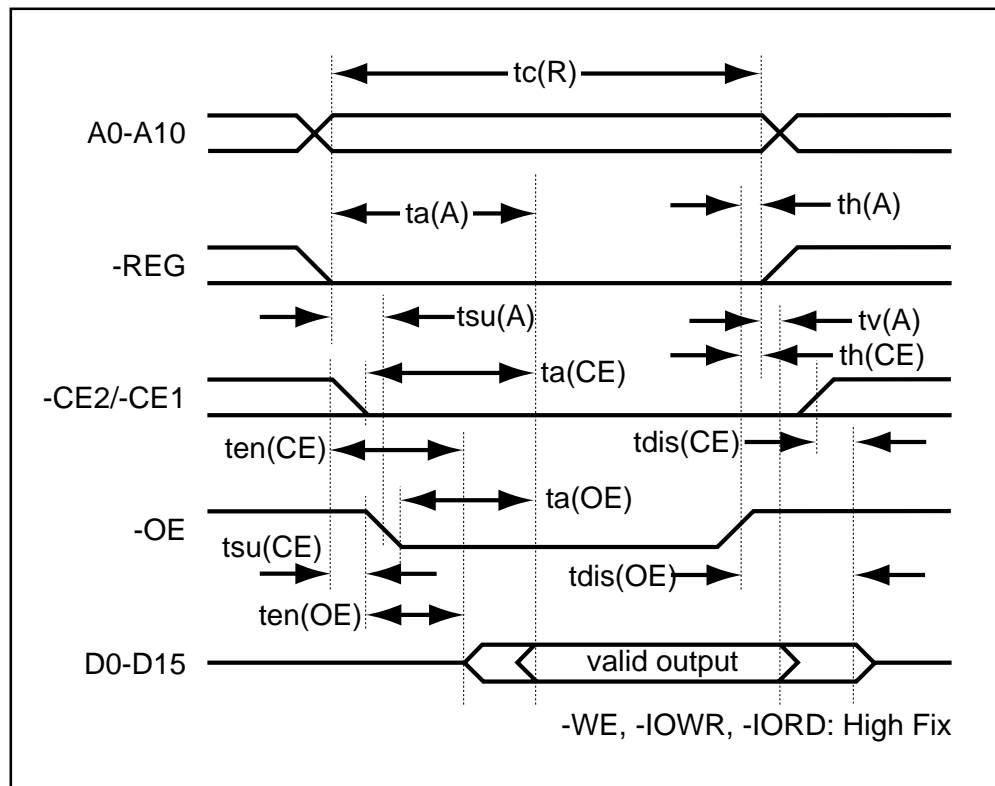 tc(R)
A0-A10
ta(A)
th(A)
-REG
tsu(A)
tv(A)
th(CE)
ta(CE)
-CE2/-CE1
ten(CE)
tdis(CE)
ta(OE)
-OE
tsu(CE)
tdis(OE)
ten(OE)
D0-D15
valid output
-WE, -IOWR, -IORD: High Fix